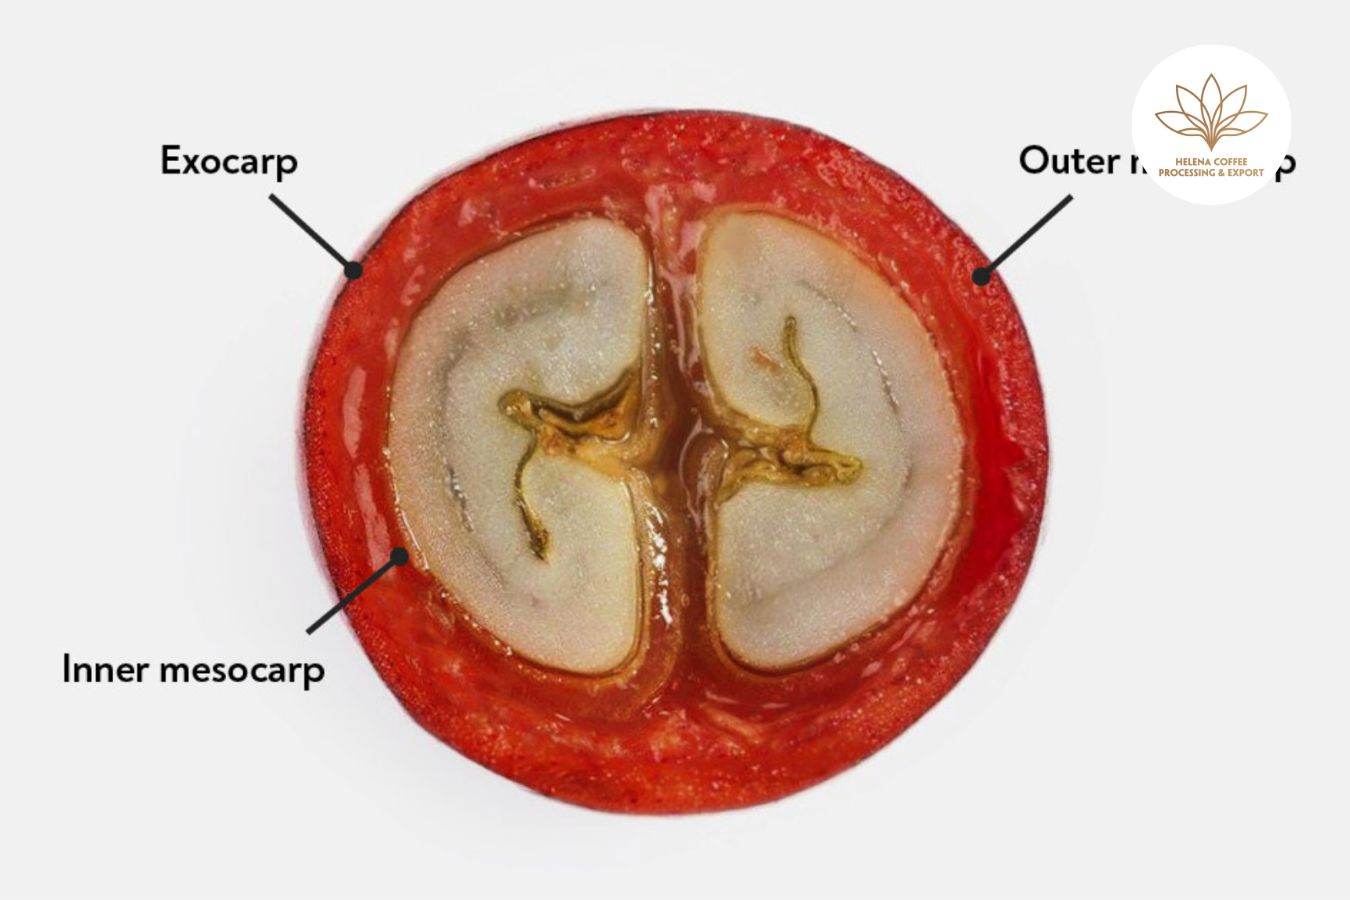 Exocarp
Outer
HELENA COFFEE
PROCESSING & EXPORT
Inner mesocarp